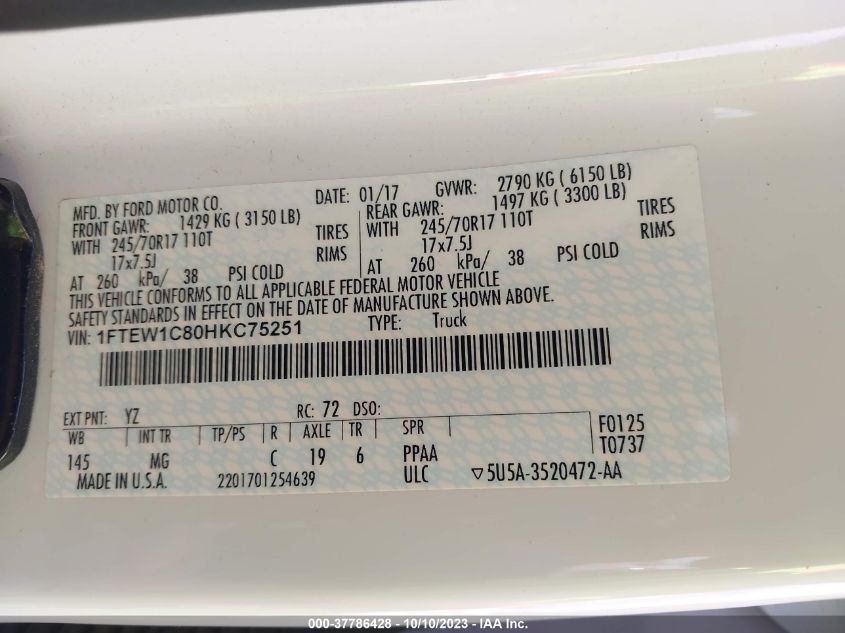 MFD. BY FORD MOTOR CO.
DATE: 01/17 GVWR: 2790 KG ( 6150 LB)
FRONT GAWR: 1429 KG ( 3150 LB)
REAR GAWR: 1497 KG ( 3300 LB)
WITH 245/70R17 110T TIRES
WITH 245/70R17 110T TIRES
17x7.5J RIMS
17x7.5J RIMS
AT 260 kPa/ 38 PSI COLD
AT 260 kPa/ 38 PSI COLD
THIS VEHICLE CONFORMS TO ALL APPLICABLE FEDERAL MOTOR VEHICLE
SAFETY STANDARDS IN EFFECT ON THE DATE OF MANUFACTURE SHOWN ABOVE.
VIN: 1FTEW1C80HKC75251 TYPE: Truck
EXT PNT: YZ RC: 72 DSO:
WB INT TR TP/PS R AXLE TR SPR
145 MG C 19 6 PPAA
F0125
T0737
MADE IN U.S.A. 2201701254639 ULC ▽5U5A-3520472-AA
000-37786428 - 10/10/2023 - IAA Inc.